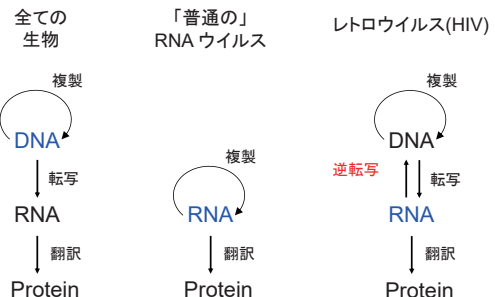 全ての
生物
複製
DNA
転写
RNA
翻訳
Protein
「普通の」
RNA ウイルス
複製
RNA
翻訳
Protein
レトロウイルス(HIV)
複製
DNA
逆転写
転写
RNA
翻訳
Protein